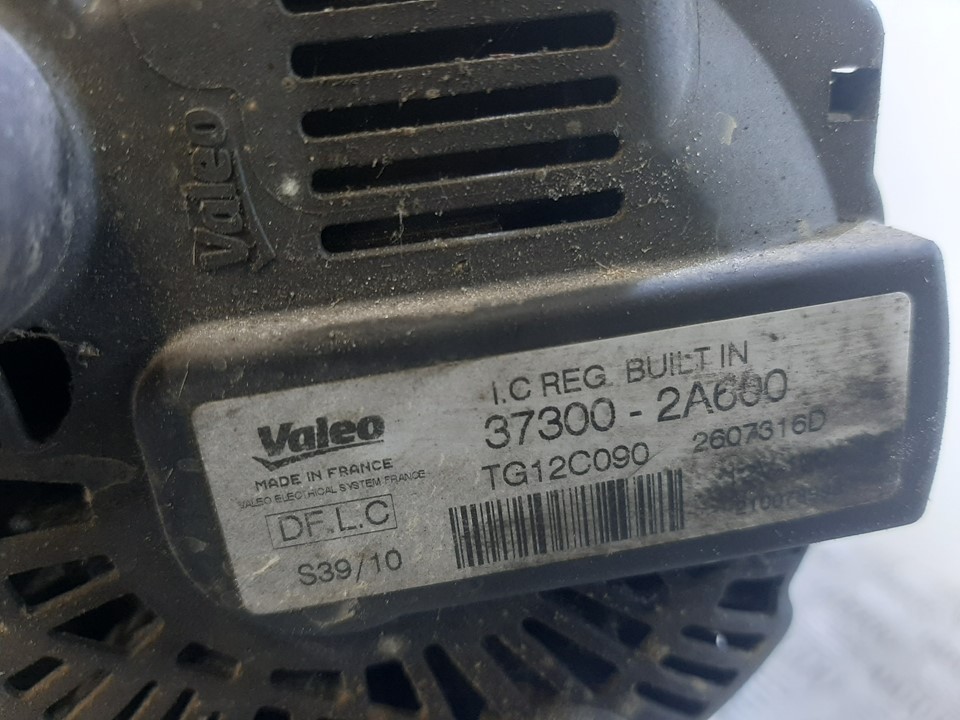 Valeo
I.C REG. BUILT IN
37300 - 2A600
Valeo
MADE IN FRANCE
VALEO ELECTRICAL SYSTEM FRANCE
TG12C090 2607316D
DF.L.C
S39/10